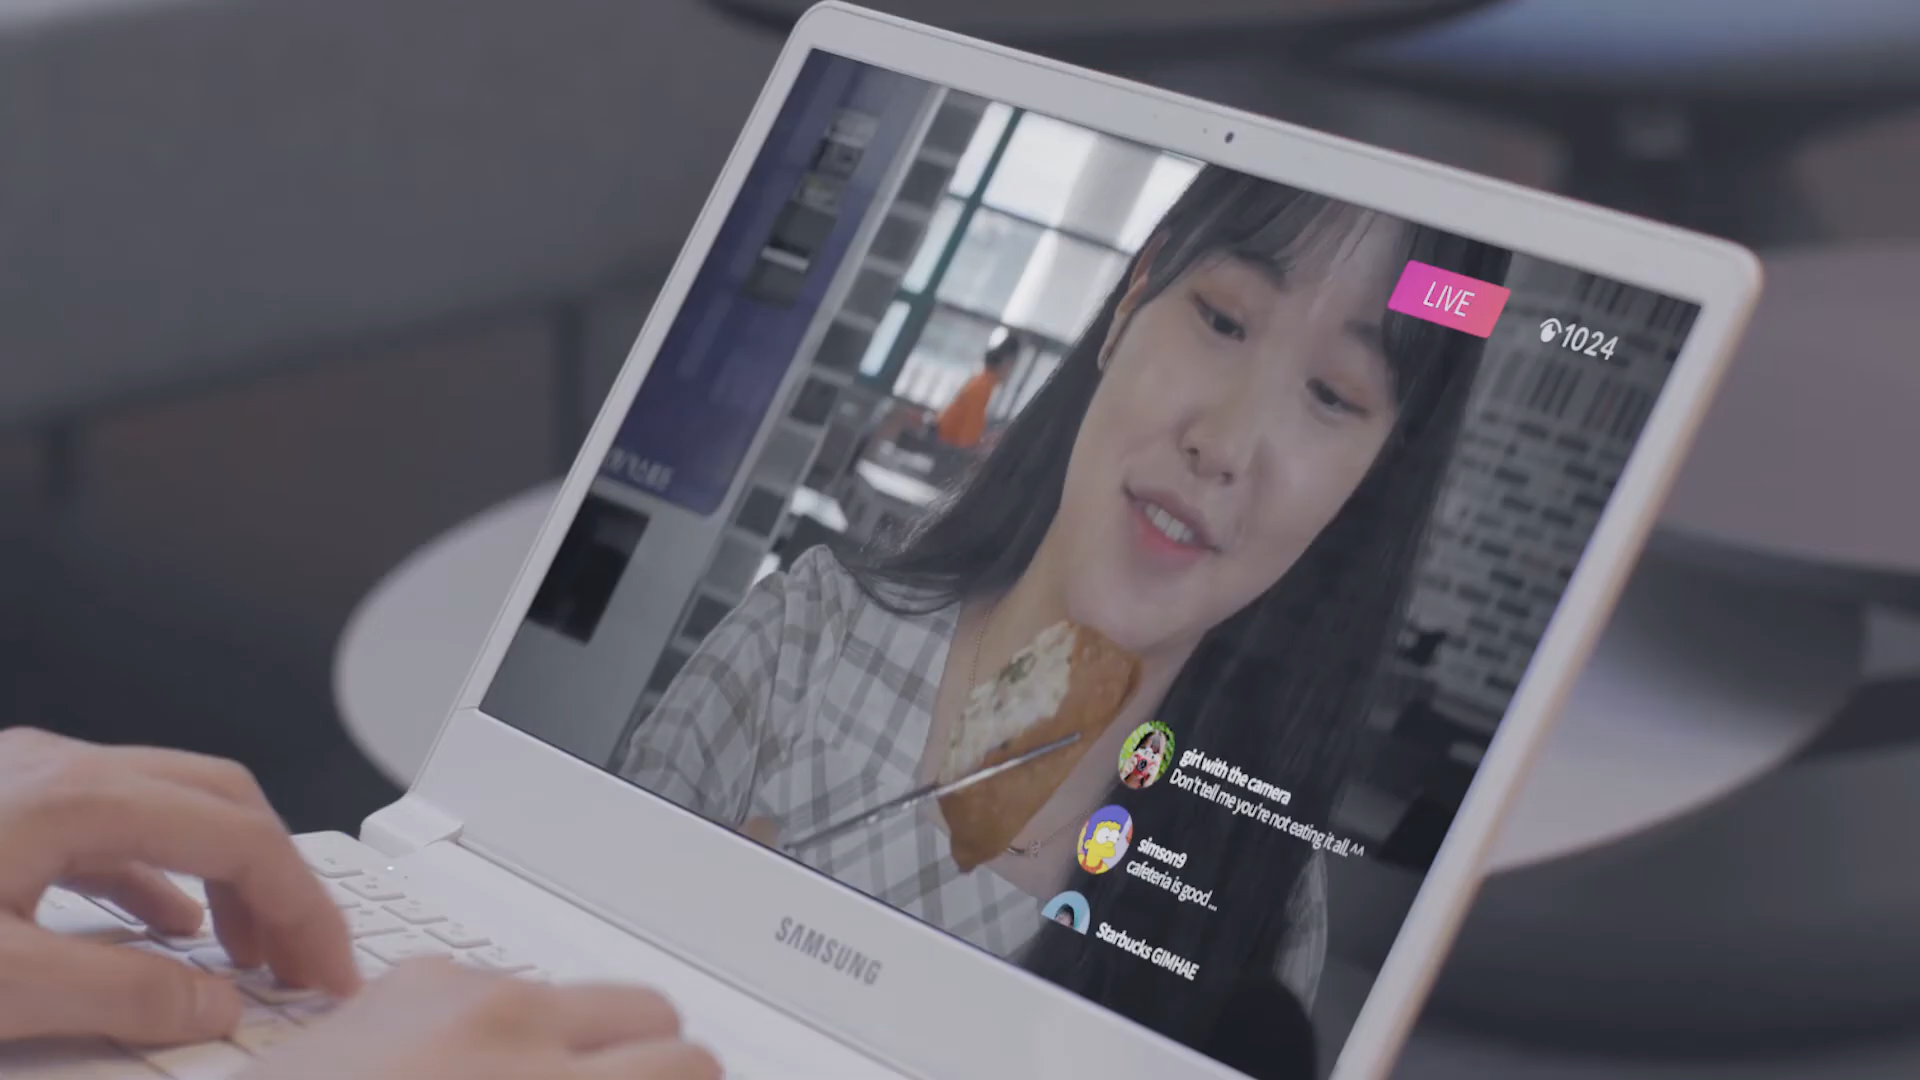 LIVE
1024
girl with the camera
Don't tell me you're not eating it all.^^
simson9
cafeteria is good...
Starbucks GIMHAE
SAMSUNG